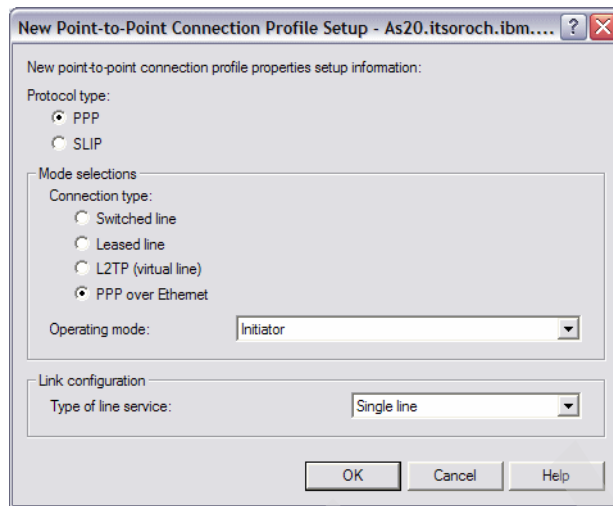 New Point-to-Point Connection Profile Setup - As20.itsoroch.ibm....
New point-to-point connection profile properties setup information:
Protocol type:
PPP
SLIP
Mode selections
Connection type:
Switched line
Leased line
L2TP (virtual line)
PPP over Ethernet
Operating mode: Initiator
Link configuration
Type of line service: Single line
OK Cancel Help